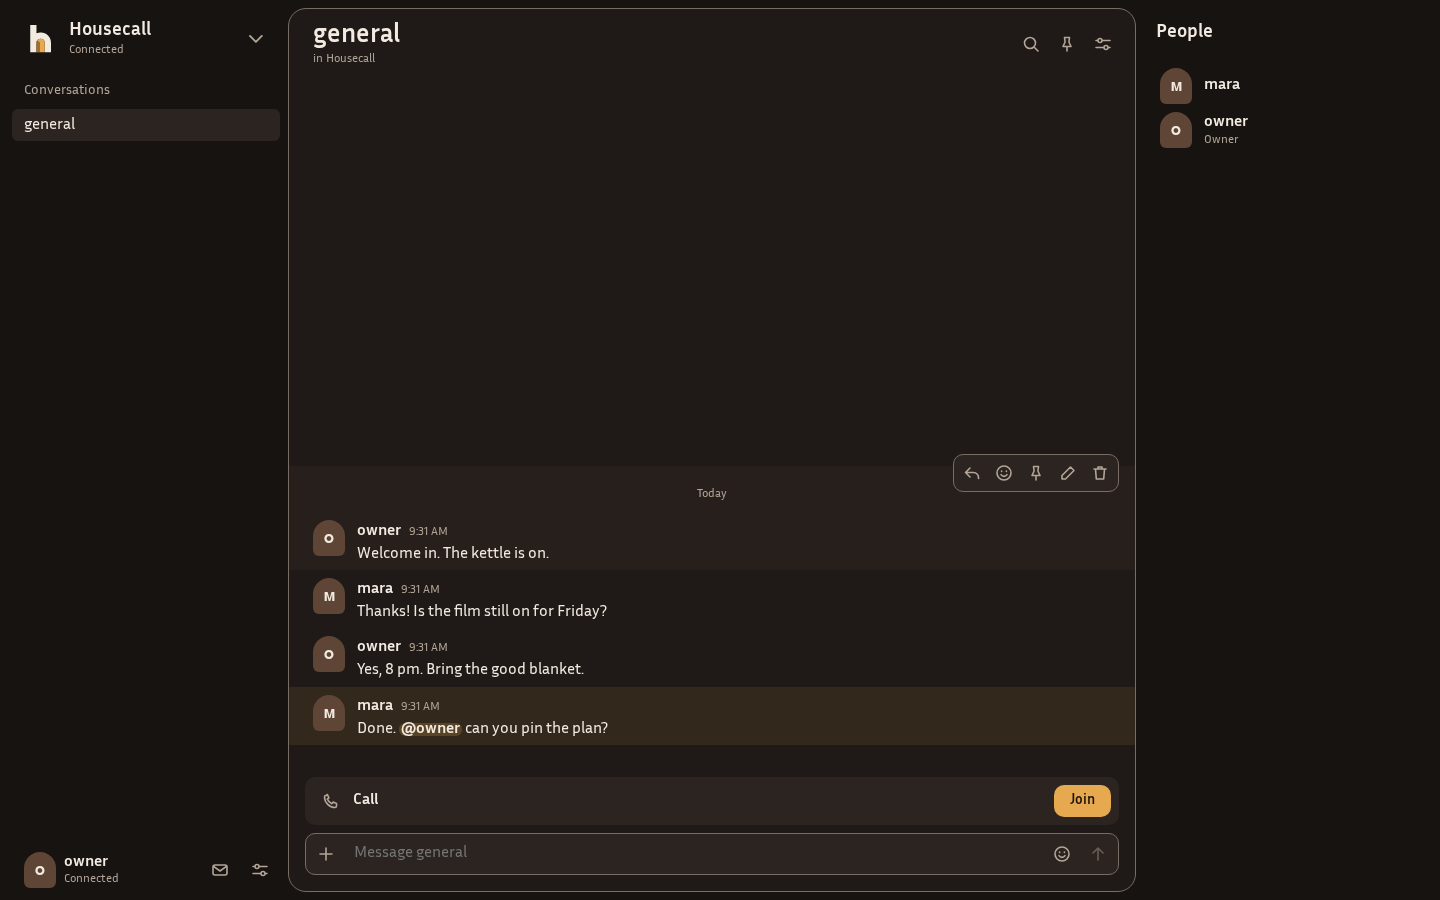 Housecall
Connected
Conversations
general
general
in Housecall
People
M
mara
O
owner
Owner
Today
O
owner 9:31 AM
Welcome in. The kettle is on.
M
mara 9:31 AM
Thanks! Is the film still on for Friday?
O
owner 9:31 AM
Yes, 8 pm. Bring the good blanket.
M
mara 9:31 AM
Done. @owner can you pin the plan?
Call
Join
Message general
O
owner
Connected